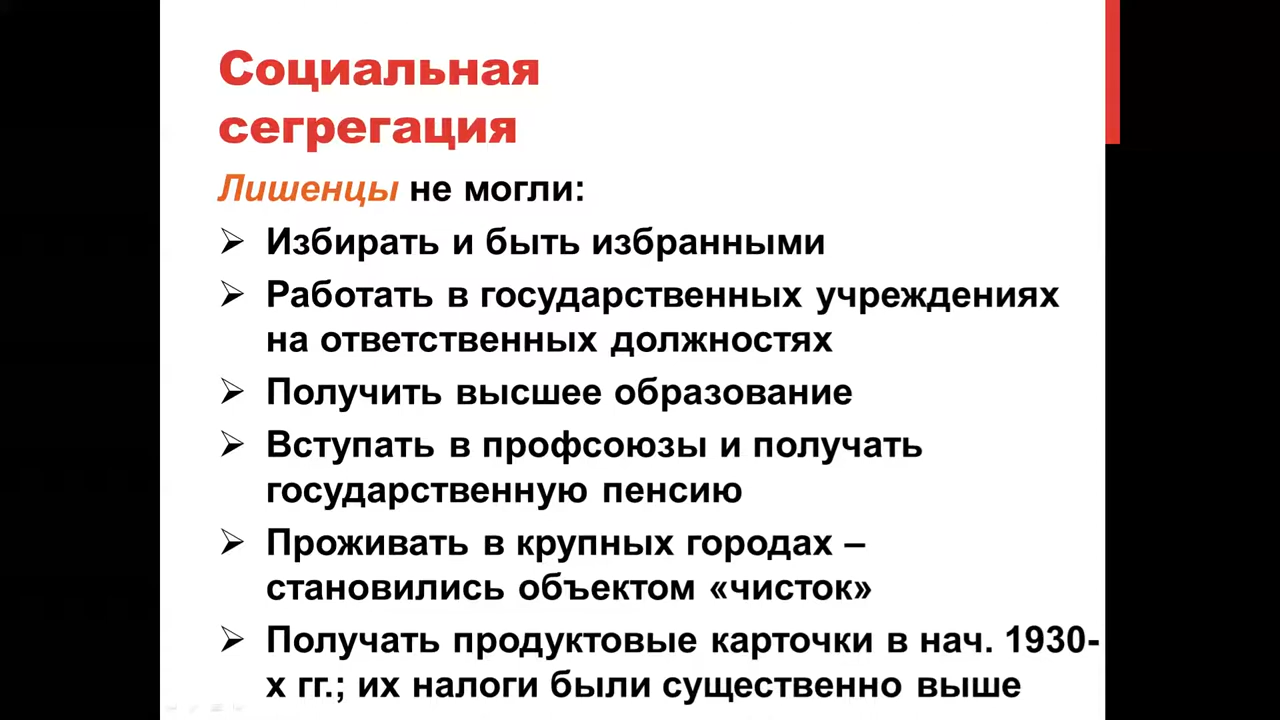 Социальная
сегрегация
Лишенцы не могли:
➢ Избирать и быть избранными
➢ Работать в государственных учреждениях
на ответственных должностях
➢ Получить высшее образование
➢ Вступать в профсоюзы и получать
государственную пенсию
➢ Проживать в крупных городах –
становились объектом «чисток»
➢ Получать продуктовые карточки в нач. 1930-
х гг.; их налоги были существенно выше